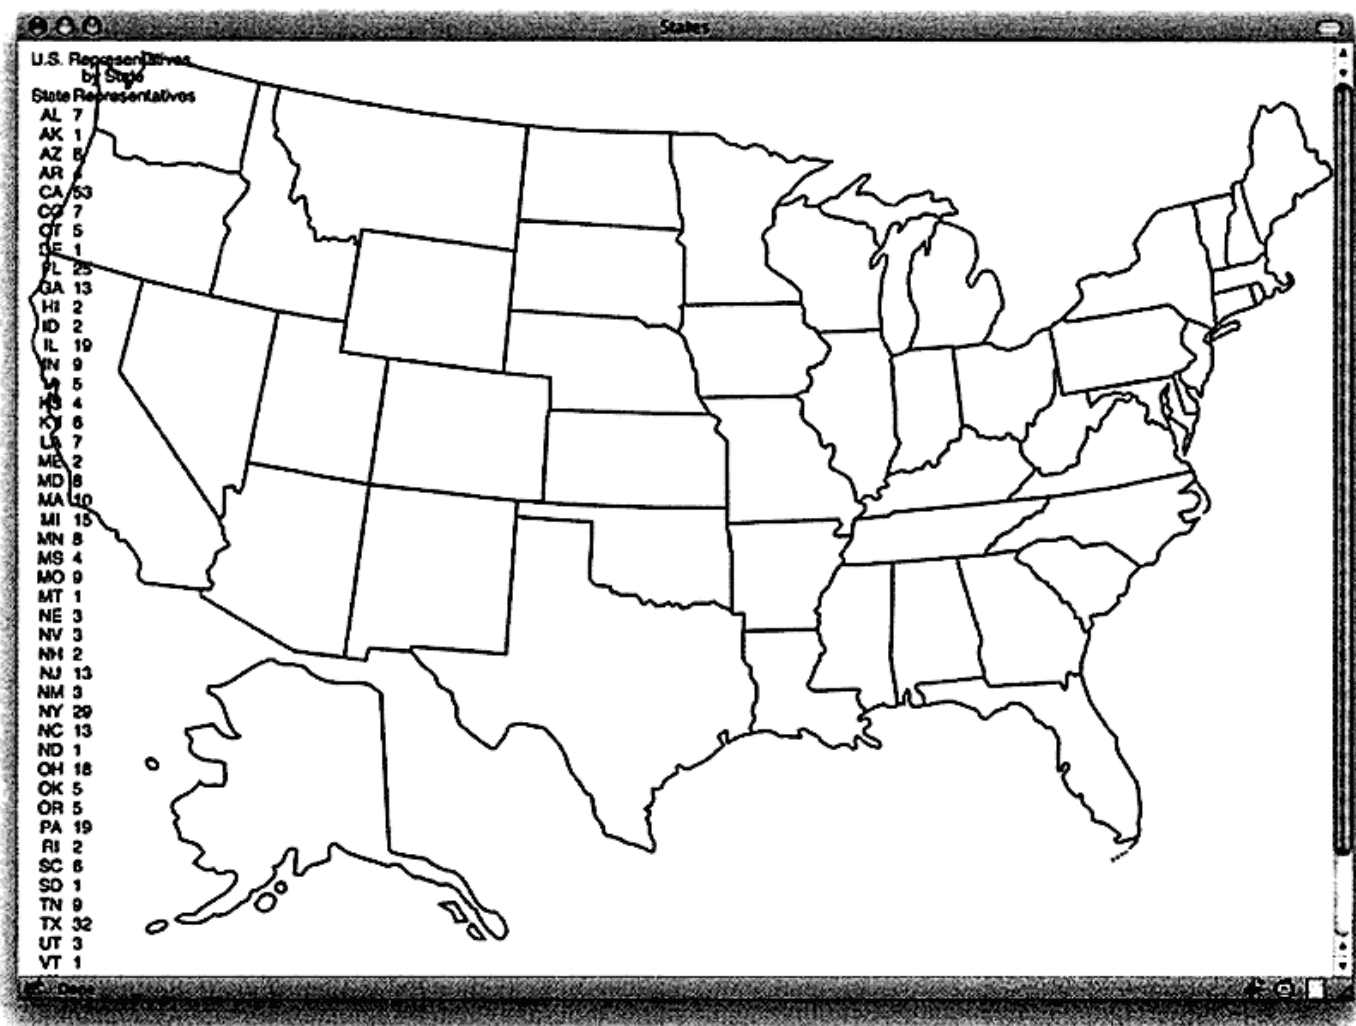 States
U.S. Representatives
by State
State Representatives
AL 7
AK 1
AZ 8
AR 4
CA 53
CO 7
CT 5
DE 1
FL 25
GA 13
HI 2
ID 2
IL 19
IN 9
5
KS 4
KY 6
LA 7
ME 2
MD 8
MA 10
MI 15
MN 8
MS 4
MO 9
MT 1
NE 3
NV 3
NH 2
NJ 13
NM 3
NY 29
NC 13
ND 1
OH 18
OK 5
OR 5
PA 19
RI 2
SC 6
SD 1
TN 9
TX 32
UT 3
VT 1
Done